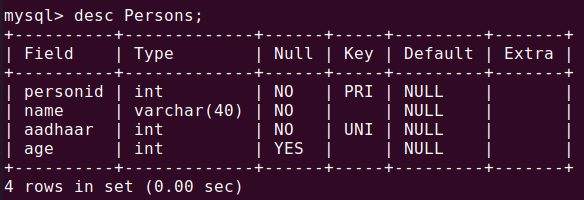 mysql> desc Persons;
+----------+-------------+------+-----+---------+-------+
| Field    | Type        | Null | Key | Default | Extra |
+----------+-------------+------+-----+---------+-------+
| personid | int         | NO   | PRI | NULL    |       |
| name     | varchar(40) | NO   |     | NULL    |       |
| aadhaar  | int         | NO   | UNI | NULL    |       |
| age      | int         | YES  |     | NULL    |       |
+----------+-------------+------+-----+---------+-------+
4 rows in set (0.00 sec)